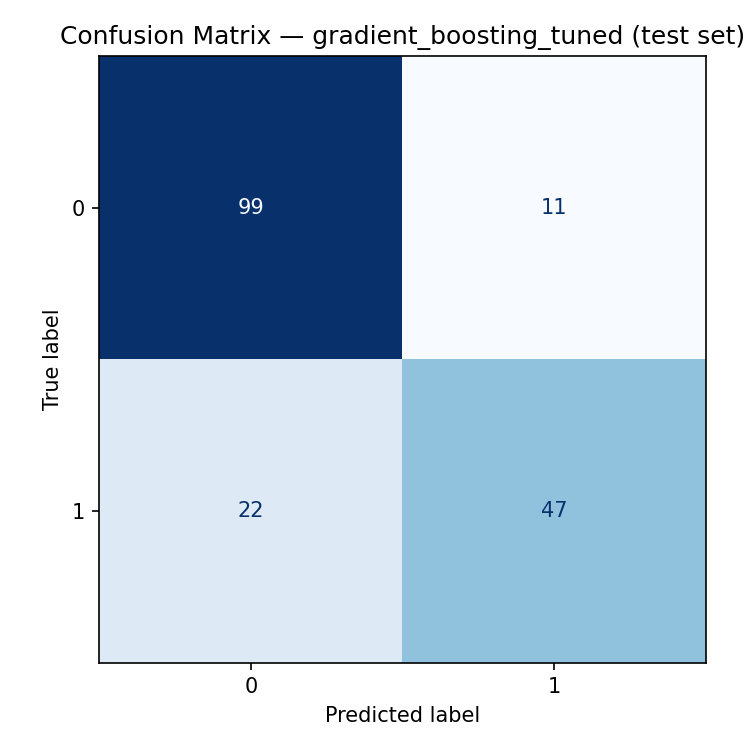 Confusion Matrix — gradient_boosting_tuned (test set)
True label
0
99
11
1
22
47
0
1
Predicted label